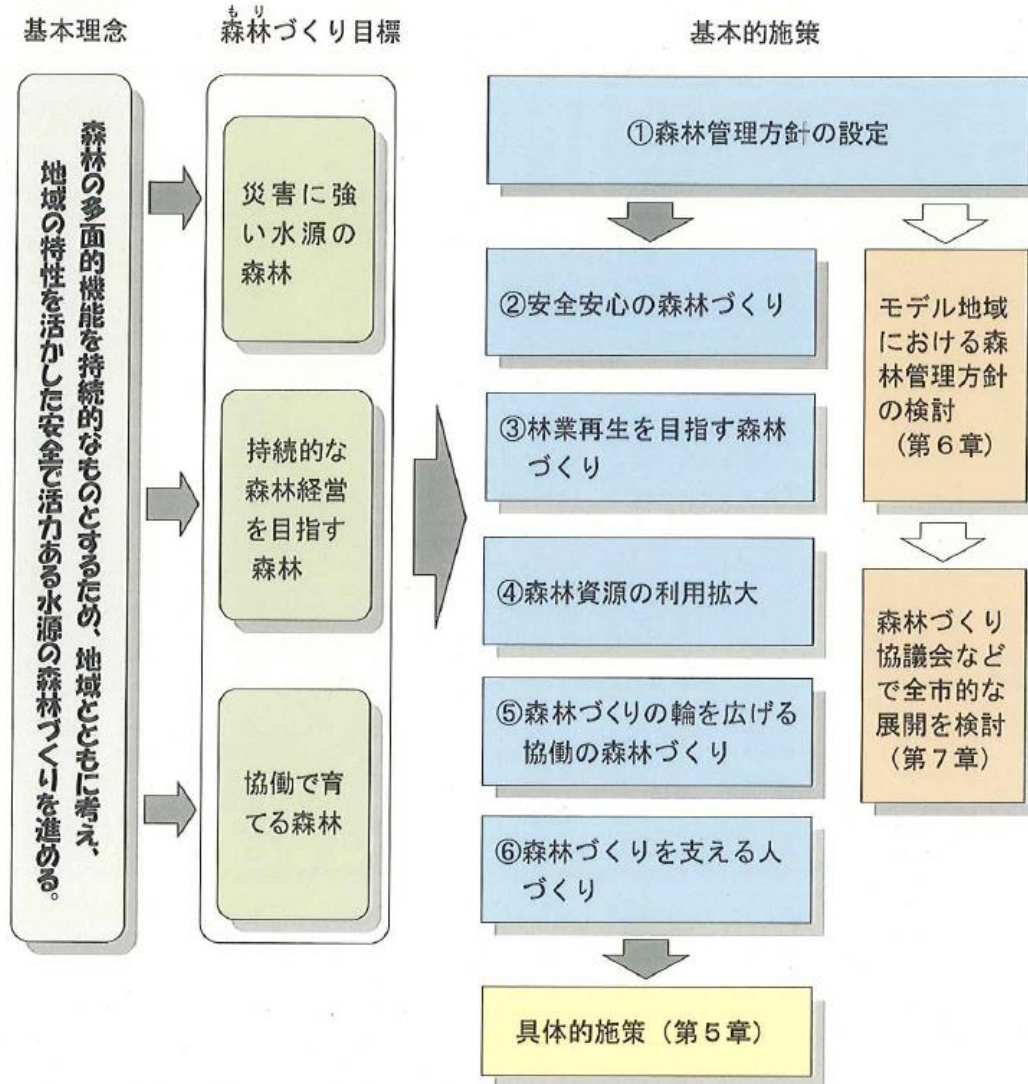 基本理念
もり
森林づくり目標
基本的施策
森林の多面的機能を持続的なものとするため、地域とともに考え、
地域の特性を活かした安全で活力ある水源の森林づくりを進める。
災害に強
い水源の
森林
持続的な
森林経営
を目指す
森林
協働で育
てる森林
①森林管理方針の設定
②安全安心の森林づくり
③林業再生を目指す森林
づくり
④森林資源の利用拡大
⑤森林づくりの輪を広げる
協働の森林づくり
⑥森林づくりを支える人
づくり
具体的施策（第５章）
モデル地域
における森
林管理方針
の検討
（第６章）
森林づくり
協議会など
で全市的な
展開を検討
（第７章）